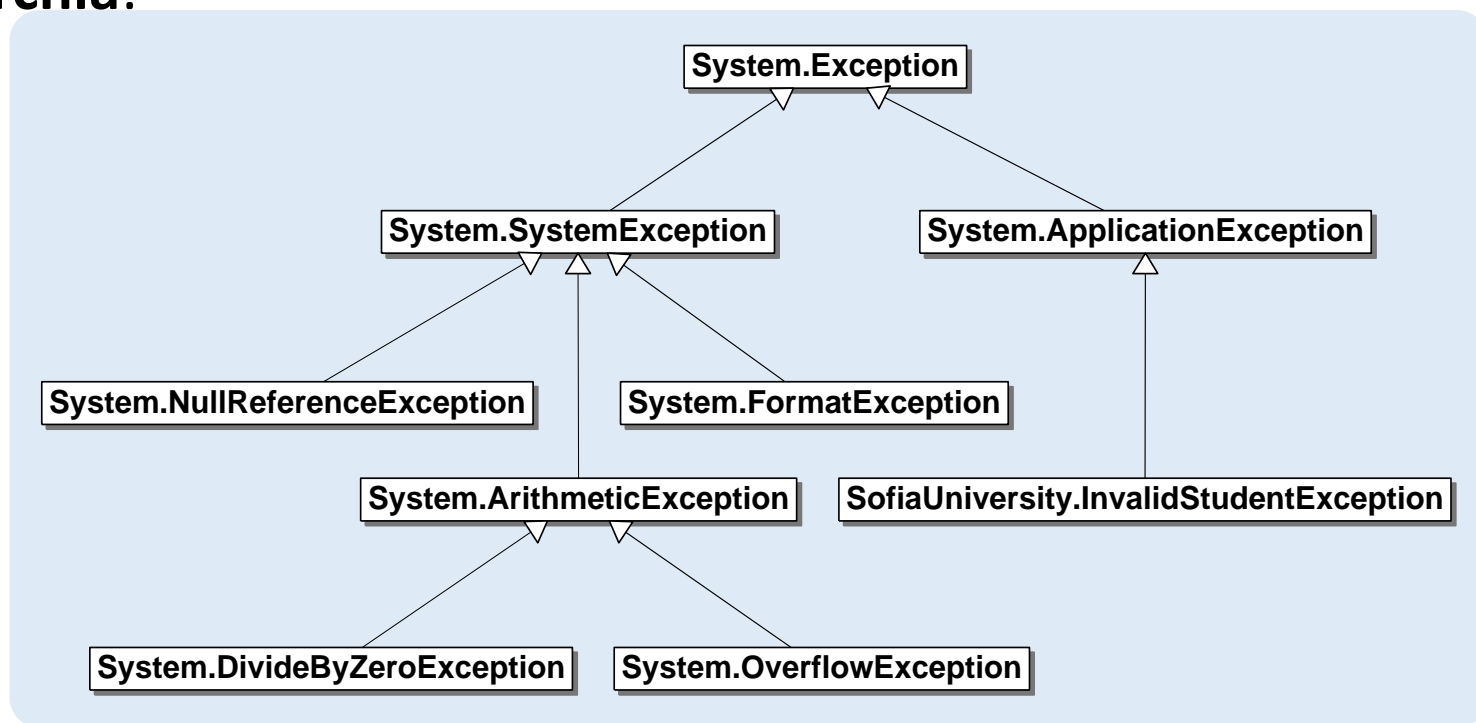 System.Exception
System.SystemException
System.ApplicationException
System.NullReferenceException
System.FormatException
System.ArithmeticException
SofiaUniversity.InvalidStudentException
System.DivideByZeroException
System.OverflowException